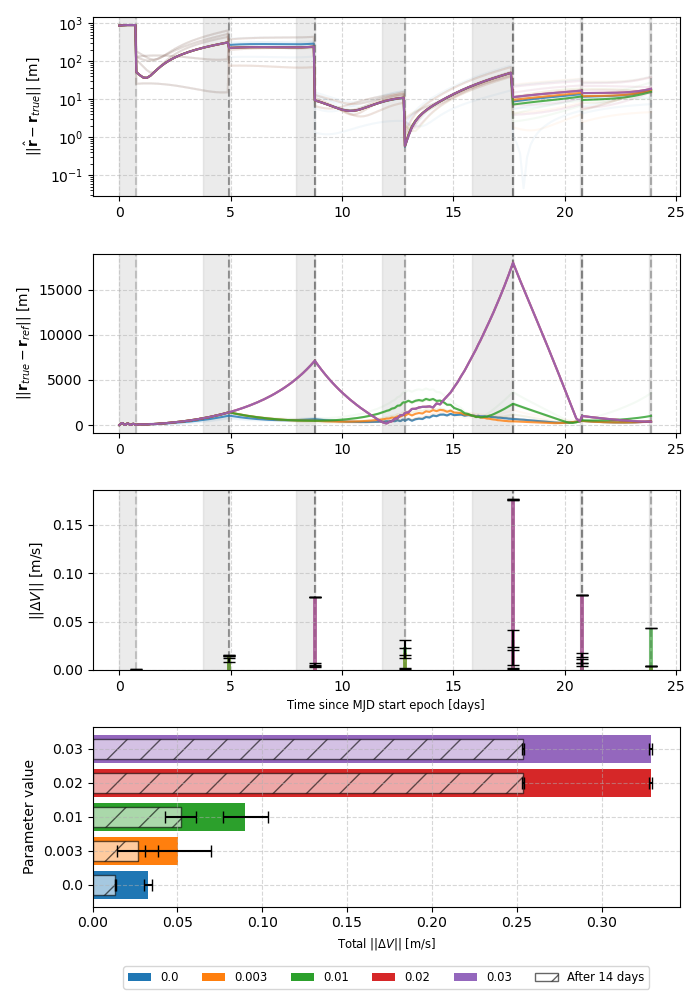 ||r̂ − r_true|| [m]
10³
10²
10¹
10⁰
10⁻¹
0 5 10 15 20 25
||r_true − r_ref|| [m]
15000
10000
5000
0
0 5 10 15 20 25
||ΔV|| [m/s]
0.15
0.10
0.05
0.00
0 5 10 15 20 25
Time since MJD start epoch [days]
Parameter value
0.03
0.02
0.01
0.003
0.0
0.00 0.05 0.10 0.15 0.20 0.25 0.30
Total ||ΔV|| [m/s]
0.0 0.003 0.01 0.02 0.03 After 14 days